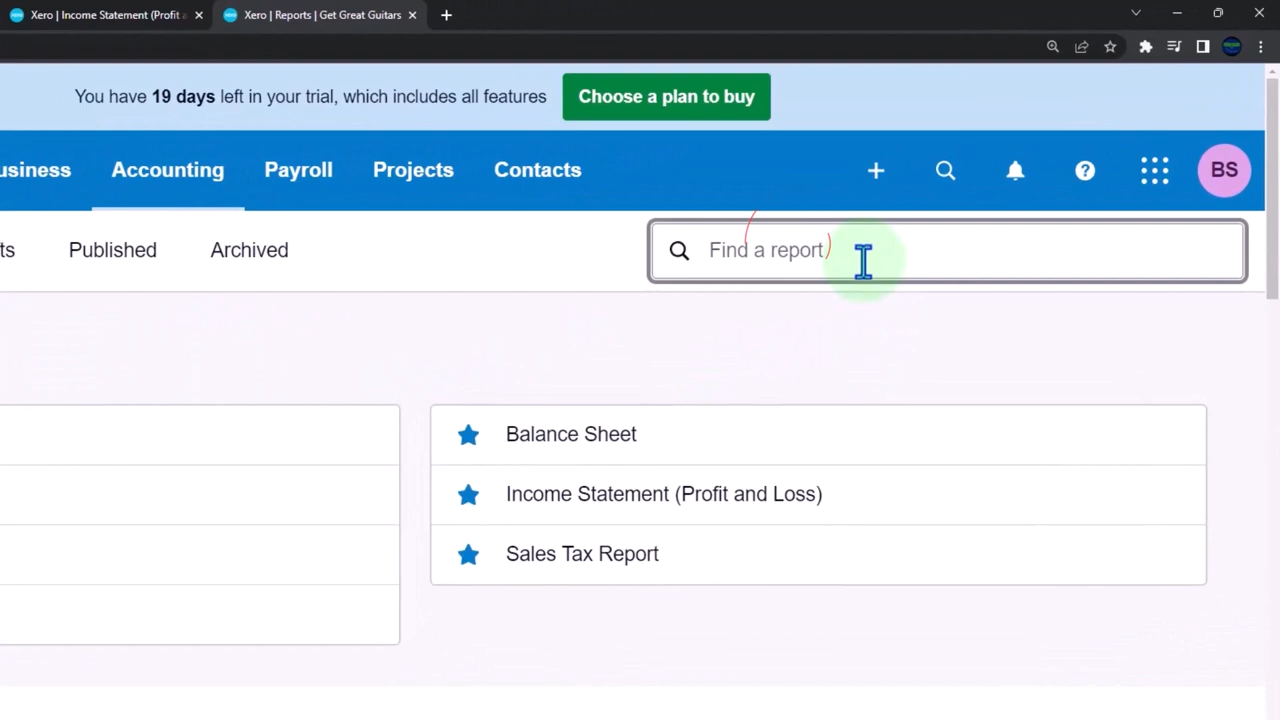 Xero | Income Statement (Profit a
Xero | Reports | Get Great Guitars
You have 19 days left in your trial, which includes all features
Choose a plan to buy
usiness
Accounting
Payroll
Projects
Contacts
BS
ts
Published
Archived
Find a report
Balance Sheet
Income Statement (Profit and Loss)
Sales Tax Report